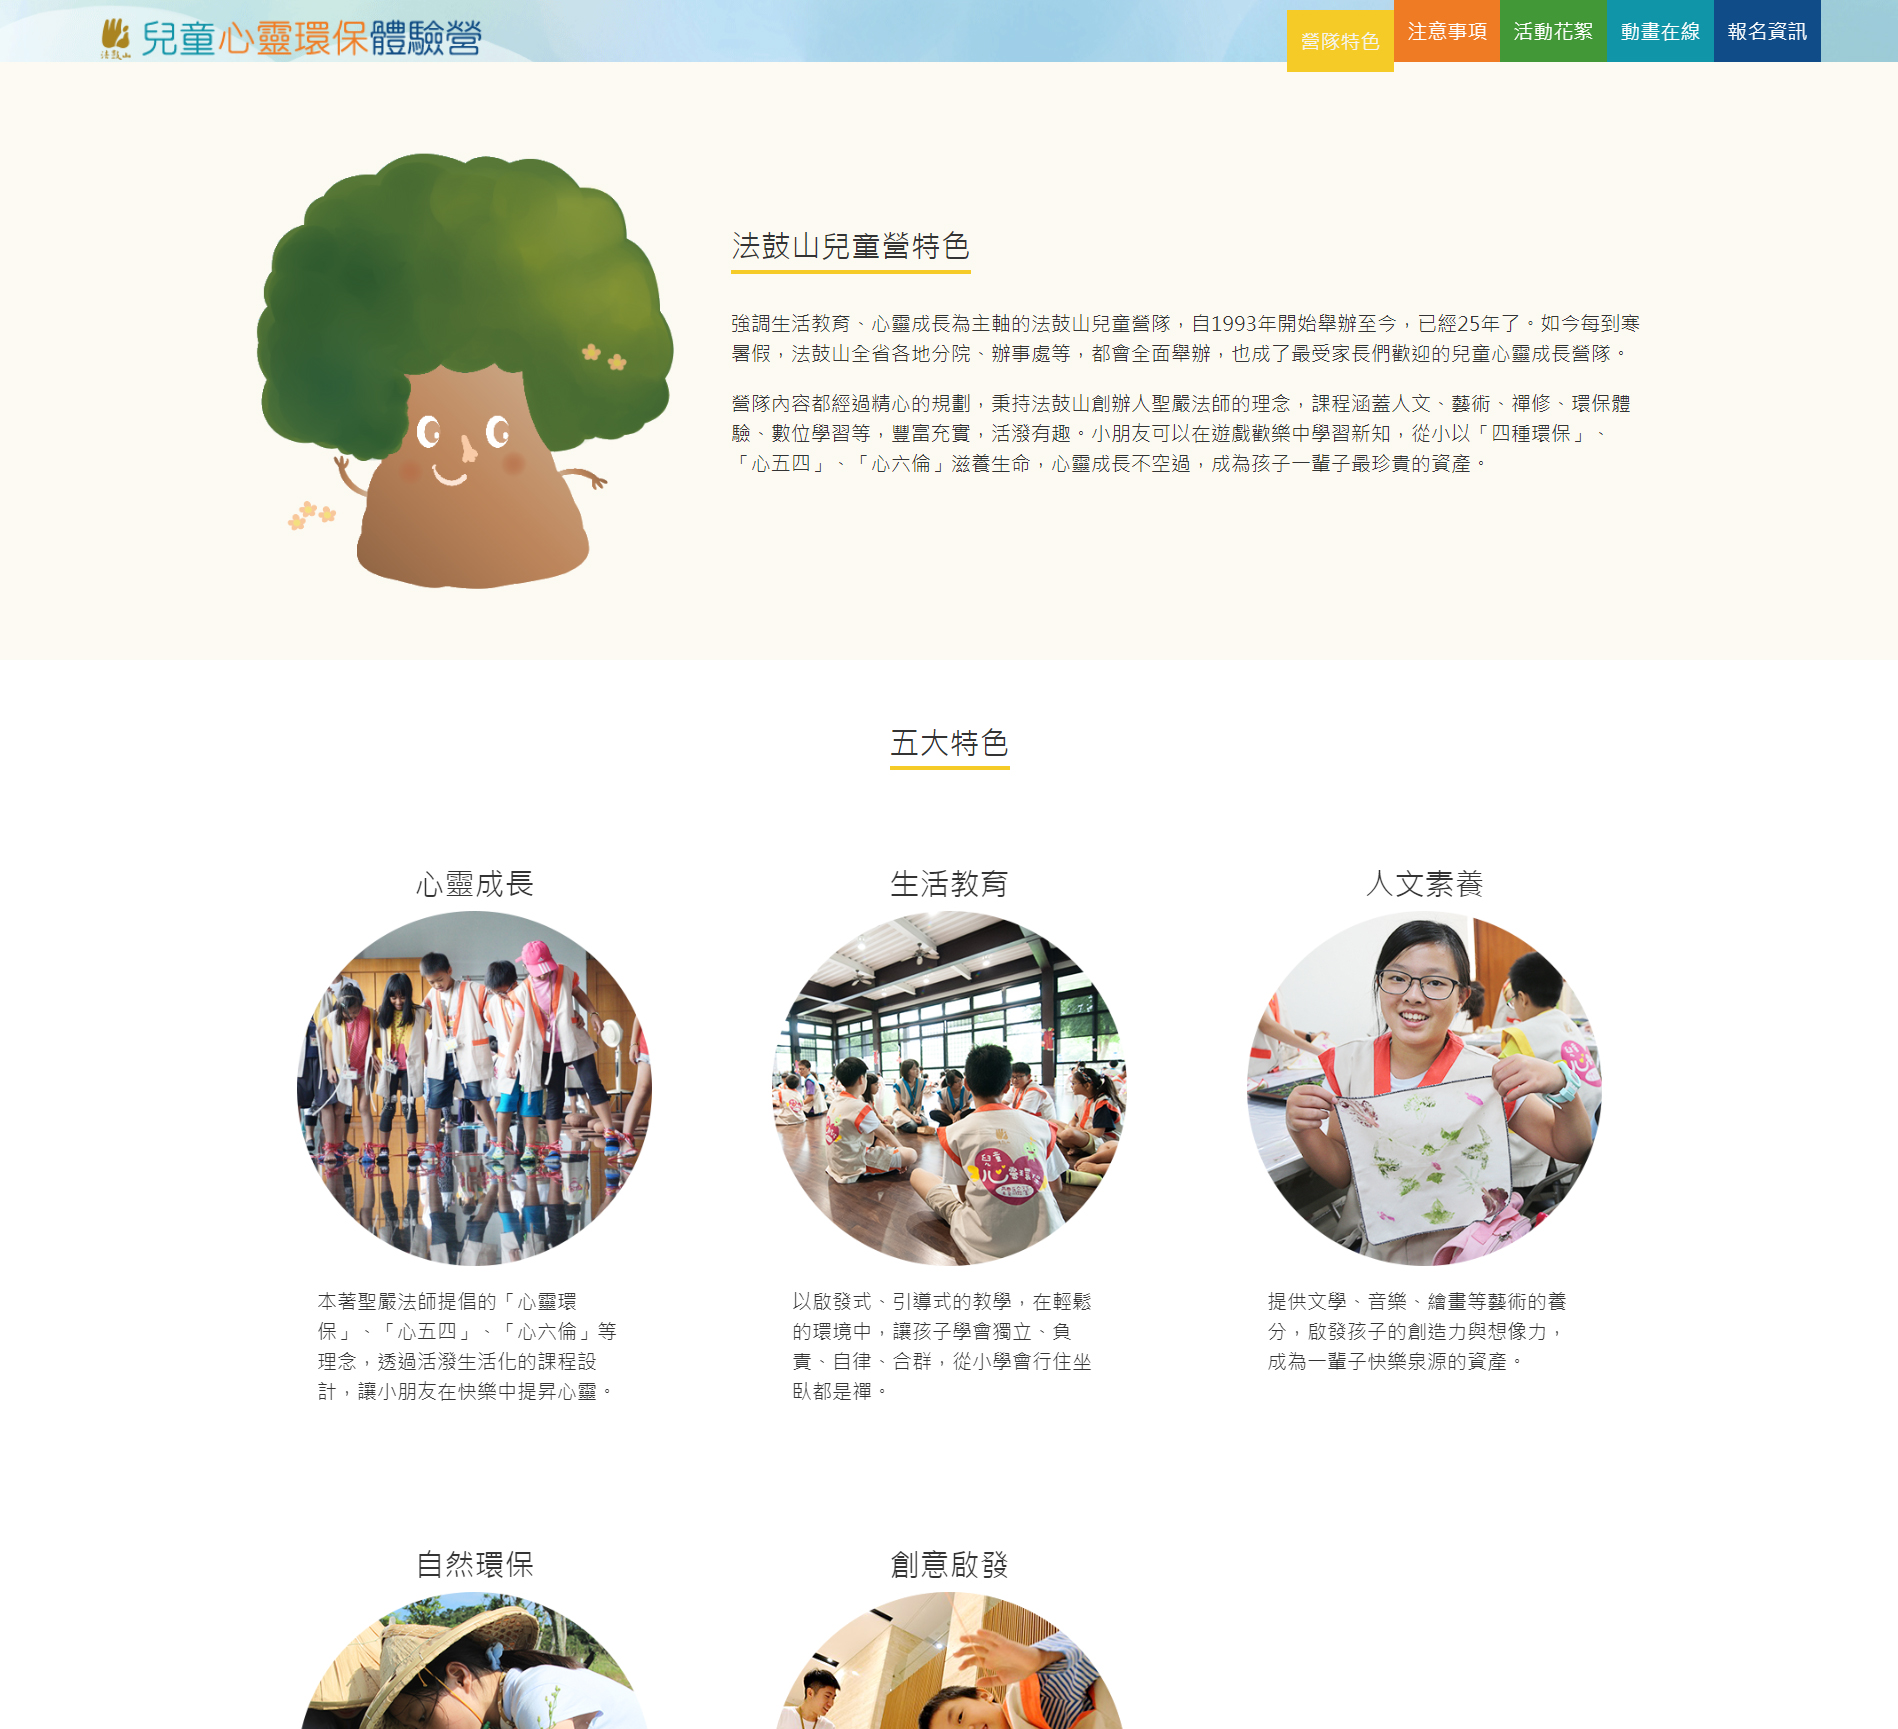 法鼓山 兒童心靈環保體驗營
營隊特色 注意事項 活動花絮 動畫在線 報名資訊
法鼓山兒童營特色
強調生活教育、心靈成長為主軸的法鼓山兒童營隊，自1993年開始舉辦至今，已經25年了。如今每到寒
暑假，法鼓山全省各地分院、辦事處等，都會全面舉辦，也成了最受家長們歡迎的兒童心靈成長營隊。
營隊內容都經過精心的規劃，秉持法鼓山創辦人聖嚴法師的理念，課程涵蓋人文、藝術、禪修、環保體
驗、數位學習等，豐富充實，活潑有趣。小朋友可以在遊戲歡樂中學習新知，從小以「四種環保」、
「心五四」、「心六倫」滋養生命，心靈成長不空過，成為孩子一輩子最珍貴的資產。
五大特色
心靈成長
本著聖嚴法師提倡的「心靈環
保」、「心五四」、「心六倫」等
理念，透過活潑生活化的課程設
計，讓小朋友在快樂中提昇心靈。
生活教育
兒童
心靈環保
以啟發式、引導式的教學，在輕鬆
的環境中，讓孩子學會獨立、負
責、自律、合群，從小學會行住坐
臥都是禪。
人文素養
提供文學、音樂、繪畫等藝術的養
分，啟發孩子的創造力與想像力，
成為一輩子快樂泉源的資產。
自然環保
創意啟發